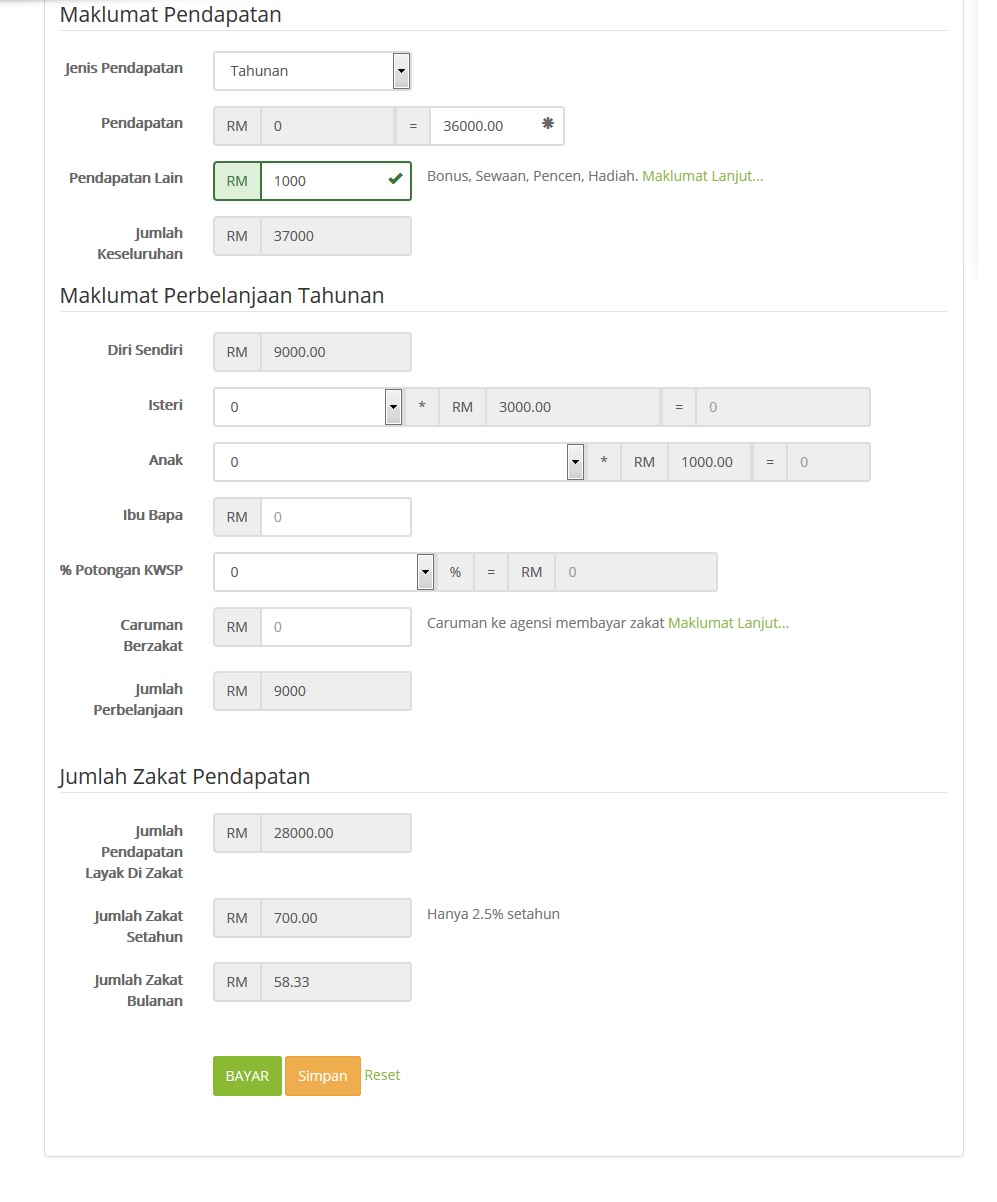 Maklumat Pendapatan
Jenis Pendapatan Tahunan
Pendapatan RM 0 = 36000.00 *
Pendapatan Lain RM 1000 Bonus, Sewaan, Pencen, Hadiah. Maklumat Lanjut...
Jumlah Keseluruhan RM 37000
Maklumat Perbelanjaan Tahunan
Diri Sendiri RM 9000.00
Isteri 0 * RM 3000.00 = 0
Anak 0 * RM 1000.00 = 0
Ibu Bapa RM 0
% Potongan KWSP 0 % = RM 0
Caruman Berzakat RM 0 Caruman ke agensi membayar zakat Maklumat Lanjut...
Jumlah Perbelanjaan RM 9000
Jumlah Zakat Pendapatan
Jumlah Pendapatan Layak Di Zakat RM 28000.00
Jumlah Zakat Setahun RM 700.00 Hanya 2.5% setahun
Jumlah Zakat Bulanan RM 58.33
BAYAR Simpan Reset